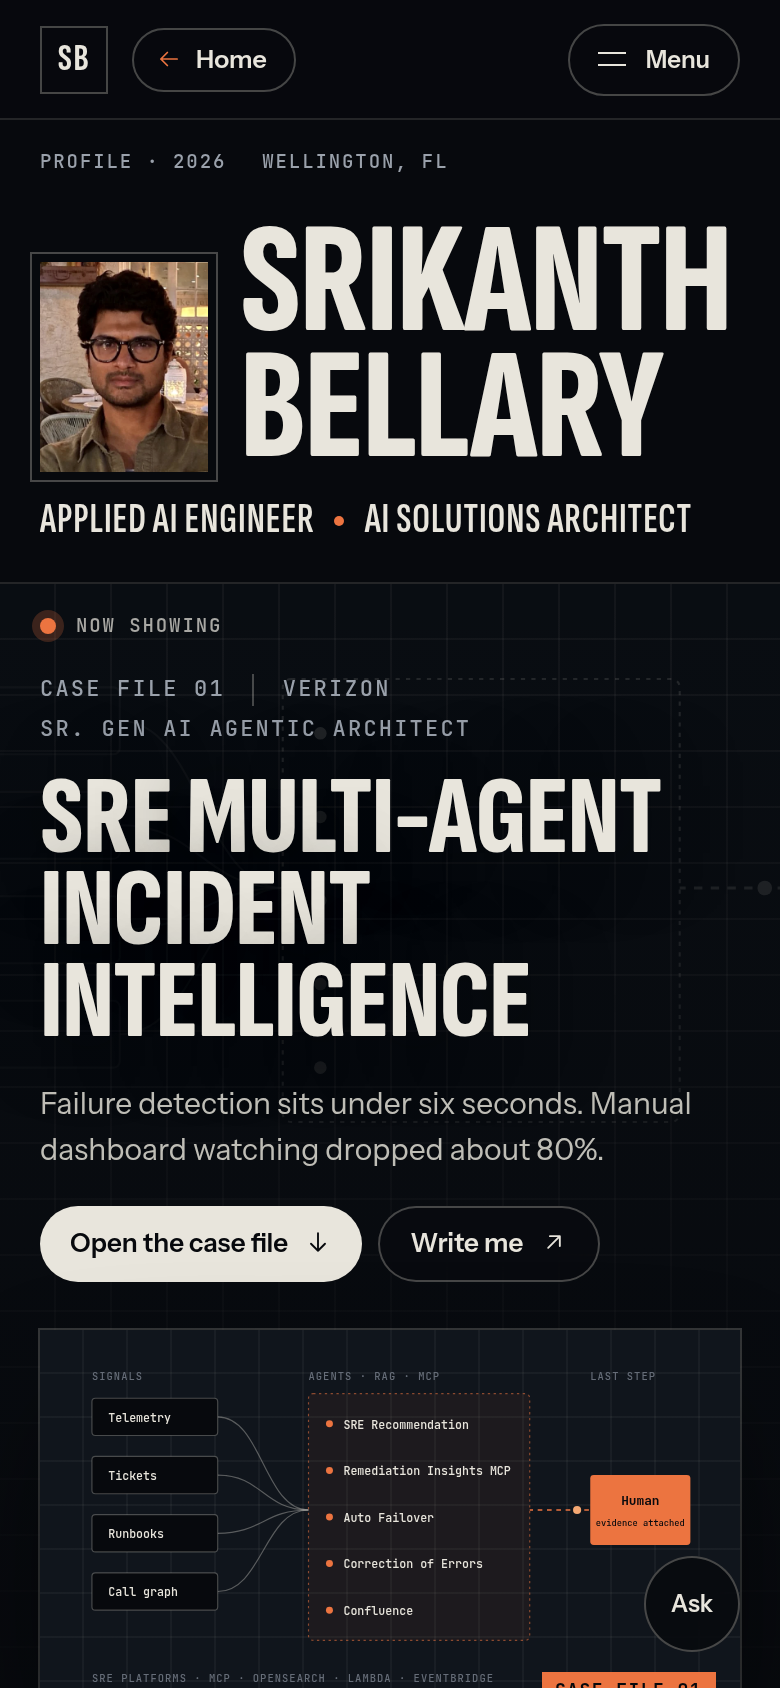 SB
Home
Menu
PROFILE · 2026 WELLINGTON, FL
SRIKANTH
BELLARY
APPLIED AI ENGINEER • AI SOLUTIONS ARCHITECT
NOW SHOWING
CASE FILE 01 | VERIZON
SR. GEN AI AGENTIC ARCHITECT
SRE MULTI-AGENT
INCIDENT
INTELLIGENCE
Failure detection sits under six seconds. Manual
dashboard watching dropped about 80%.
Open the case file ↓
Write me ↗
SIGNALS
Telemetry
Tickets
Runbooks
Call graph
AGENTS · RAG · MCP
SRE Recommendation
Remediation Insights MCP
Auto Failover
Correction of Errors
Confluence
LAST STEP
Human
evidence attached
Ask
SRE PLATFORMS · MCP · OPENSEARCH · LAMBDA · EVENTBRIDGE
CASE FILE 01